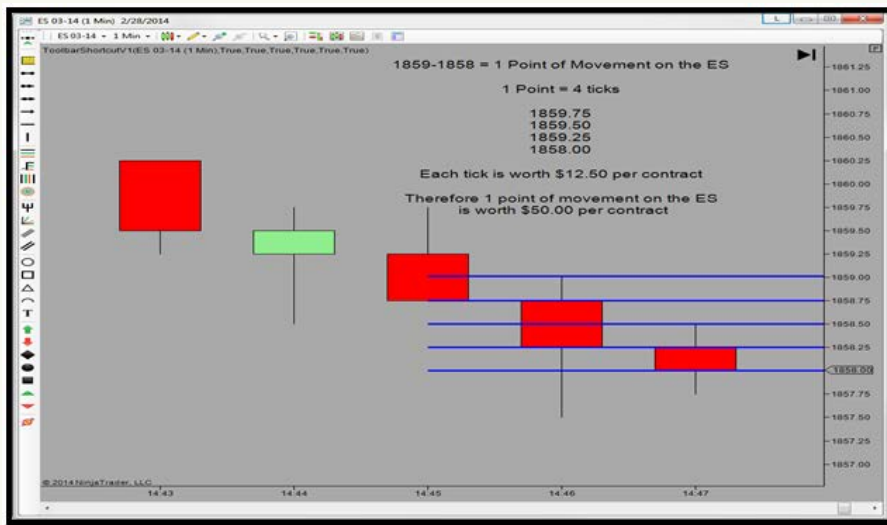 ES 03-14 (1 Min) 2/28/2014
L
ES 03-14 1 Min
F
ToolbarShortcutV1(ES 03-14 (1 Min),True,True,True,True,True,True)
1859-1858 = 1 Point of Movement on the ES
1 Point = 4 ticks
1859.75
1859.50
1859.25
1858.00
Each tick is worth $12.50 per contract
Therefore 1 point of movement on the ES
is worth $50.00 per contract
1861.25
1861.00
1860.75
1860.50
1860.25
1860.00
1859.75
1859.50
1859.25
1859.00
1858.75
1858.50
1858.25
1858.00
1857.75
1857.50
1857.25
1857.00
T
© 2014 NinjaTrader, LLC
14:43
14:44
14:45
14:46
14:47